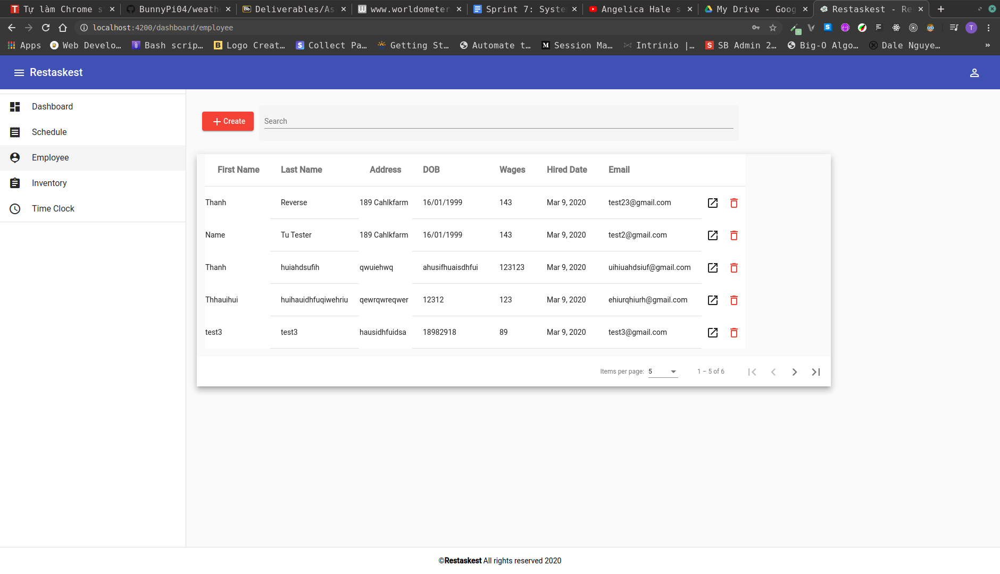 Tự làm Chrome s
BunnyPi04/weath
Deliverables/As
www.worldometer
Sprint 7: Syste
Angelica Hale s
My Drive - Goog
Restaskest - Re
localhost:4200/dashboard/employee
T
Apps
Web Develo…
Bash scrip…
Logo Creat…
Collect Pa…
Getting St…
Automate t…
Session Ma…
Intrinio |…
SB Admin 2…
Big-O Algo…
Dale Nguye…
»
Restaskest
Dashboard
Schedule
Employee
Inventory
Time Clock
Create
Search
First Name Last Name Address DOB Wages Hired Date Email
Thanh Reverse 189 Cahlkfarm 16/01/1999 143 Mar 9, 2020 test23@gmail.com
Name Tu Tester 189 Cahlkfarm 16/01/1999 143 Mar 9, 2020 test2@gmail.com
Thanh huiahdsufih qwuiehwq ahusifhuaisdhfui 123123 Mar 9, 2020 uihiuahdsiuf@gmail.com
Thhauihui huihauidhfuqiwehriu qewrqwreqwer 12312 123 Mar 9, 2020 ehiurqhiurh@gmail.com
test3 test3 hausidhfuidsa 18982918 89 Mar 9, 2020 test3@gmail.com
Items per page: 5 1 – 5 of 6
©Restaskest All rights reserved 2020